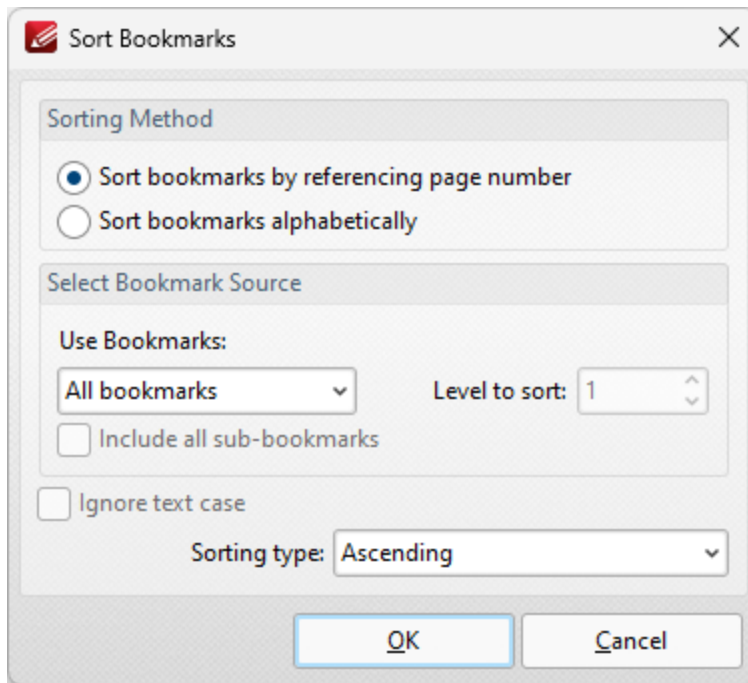 Sort Bookmarks
Sorting Method
Sort bookmarks by referencing page number
Sort bookmarks alphabetically
Select Bookmark Source
Use Bookmarks:
All bookmarks Level to sort: 1
Include all sub-bookmarks
Ignore text case
Sorting type: Ascending
OK Cancel